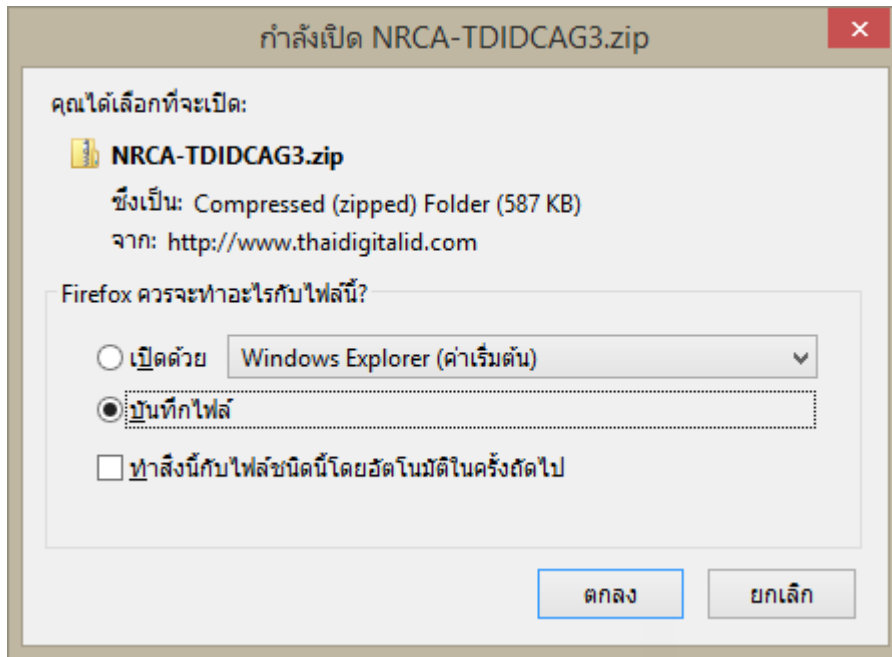 กำลังเปิด NRCA-TDIDCAG3.zip
คุณได้เลือกที่จะเปิด:
NRCA-TDIDCAG3.zip
ซึ่งเป็น: Compressed (zipped) Folder (587 KB)
จาก: http://www.thaidigitalid.com
Firefox ควรจะทำอะไรกับไฟล์นี้?
เปิดด้วย Windows Explorer (ค่าเริ่มต้น)
บันทึกไฟล์
ทำสิ่งนี้กับไฟล์ชนิดนี้โดยอัตโนมัติในครั้งถัดไป
ตกลง ยกเลิก